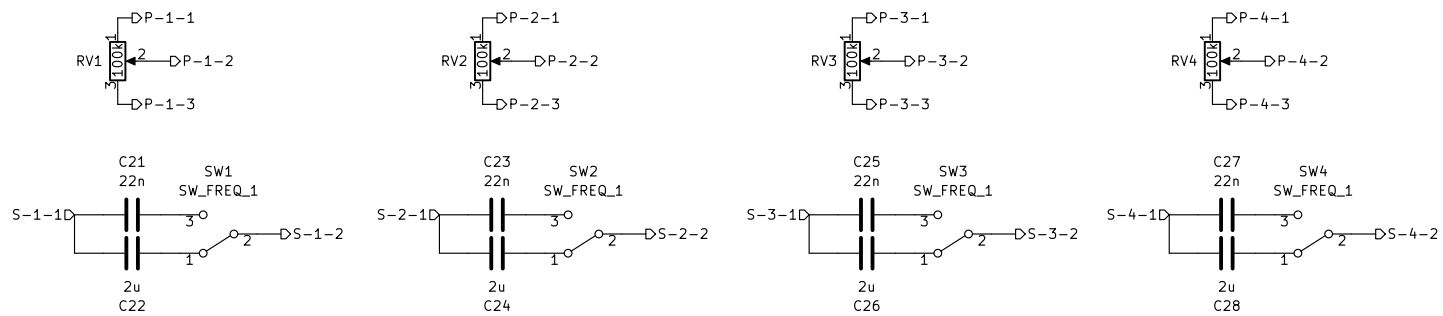 P-1-1
RV1 100k 1 2 3
P-1-2
P-1-3
P-2-1
RV2 100k 1 2 3
P-2-2
P-2-3
P-3-1
RV3 100k 1 2 3
P-3-2
P-3-3
P-4-1
RV4 100k 1 2 3
P-4-2
P-4-3
C21
22n
SW1
SW_FREQ_1
S-1-1
3
2
S-1-2
1
2u
C22
C23
22n
SW2
SW_FREQ_1
S-2-1
3
2
S-2-2
1
2u
C24
C25
22n
SW3
SW_FREQ_1
S-3-1
3
2
S-3-2
1
2u
C26
C27
22n
SW4
SW_FREQ_1
S-4-1
3
2
S-4-2
1
2u
C28